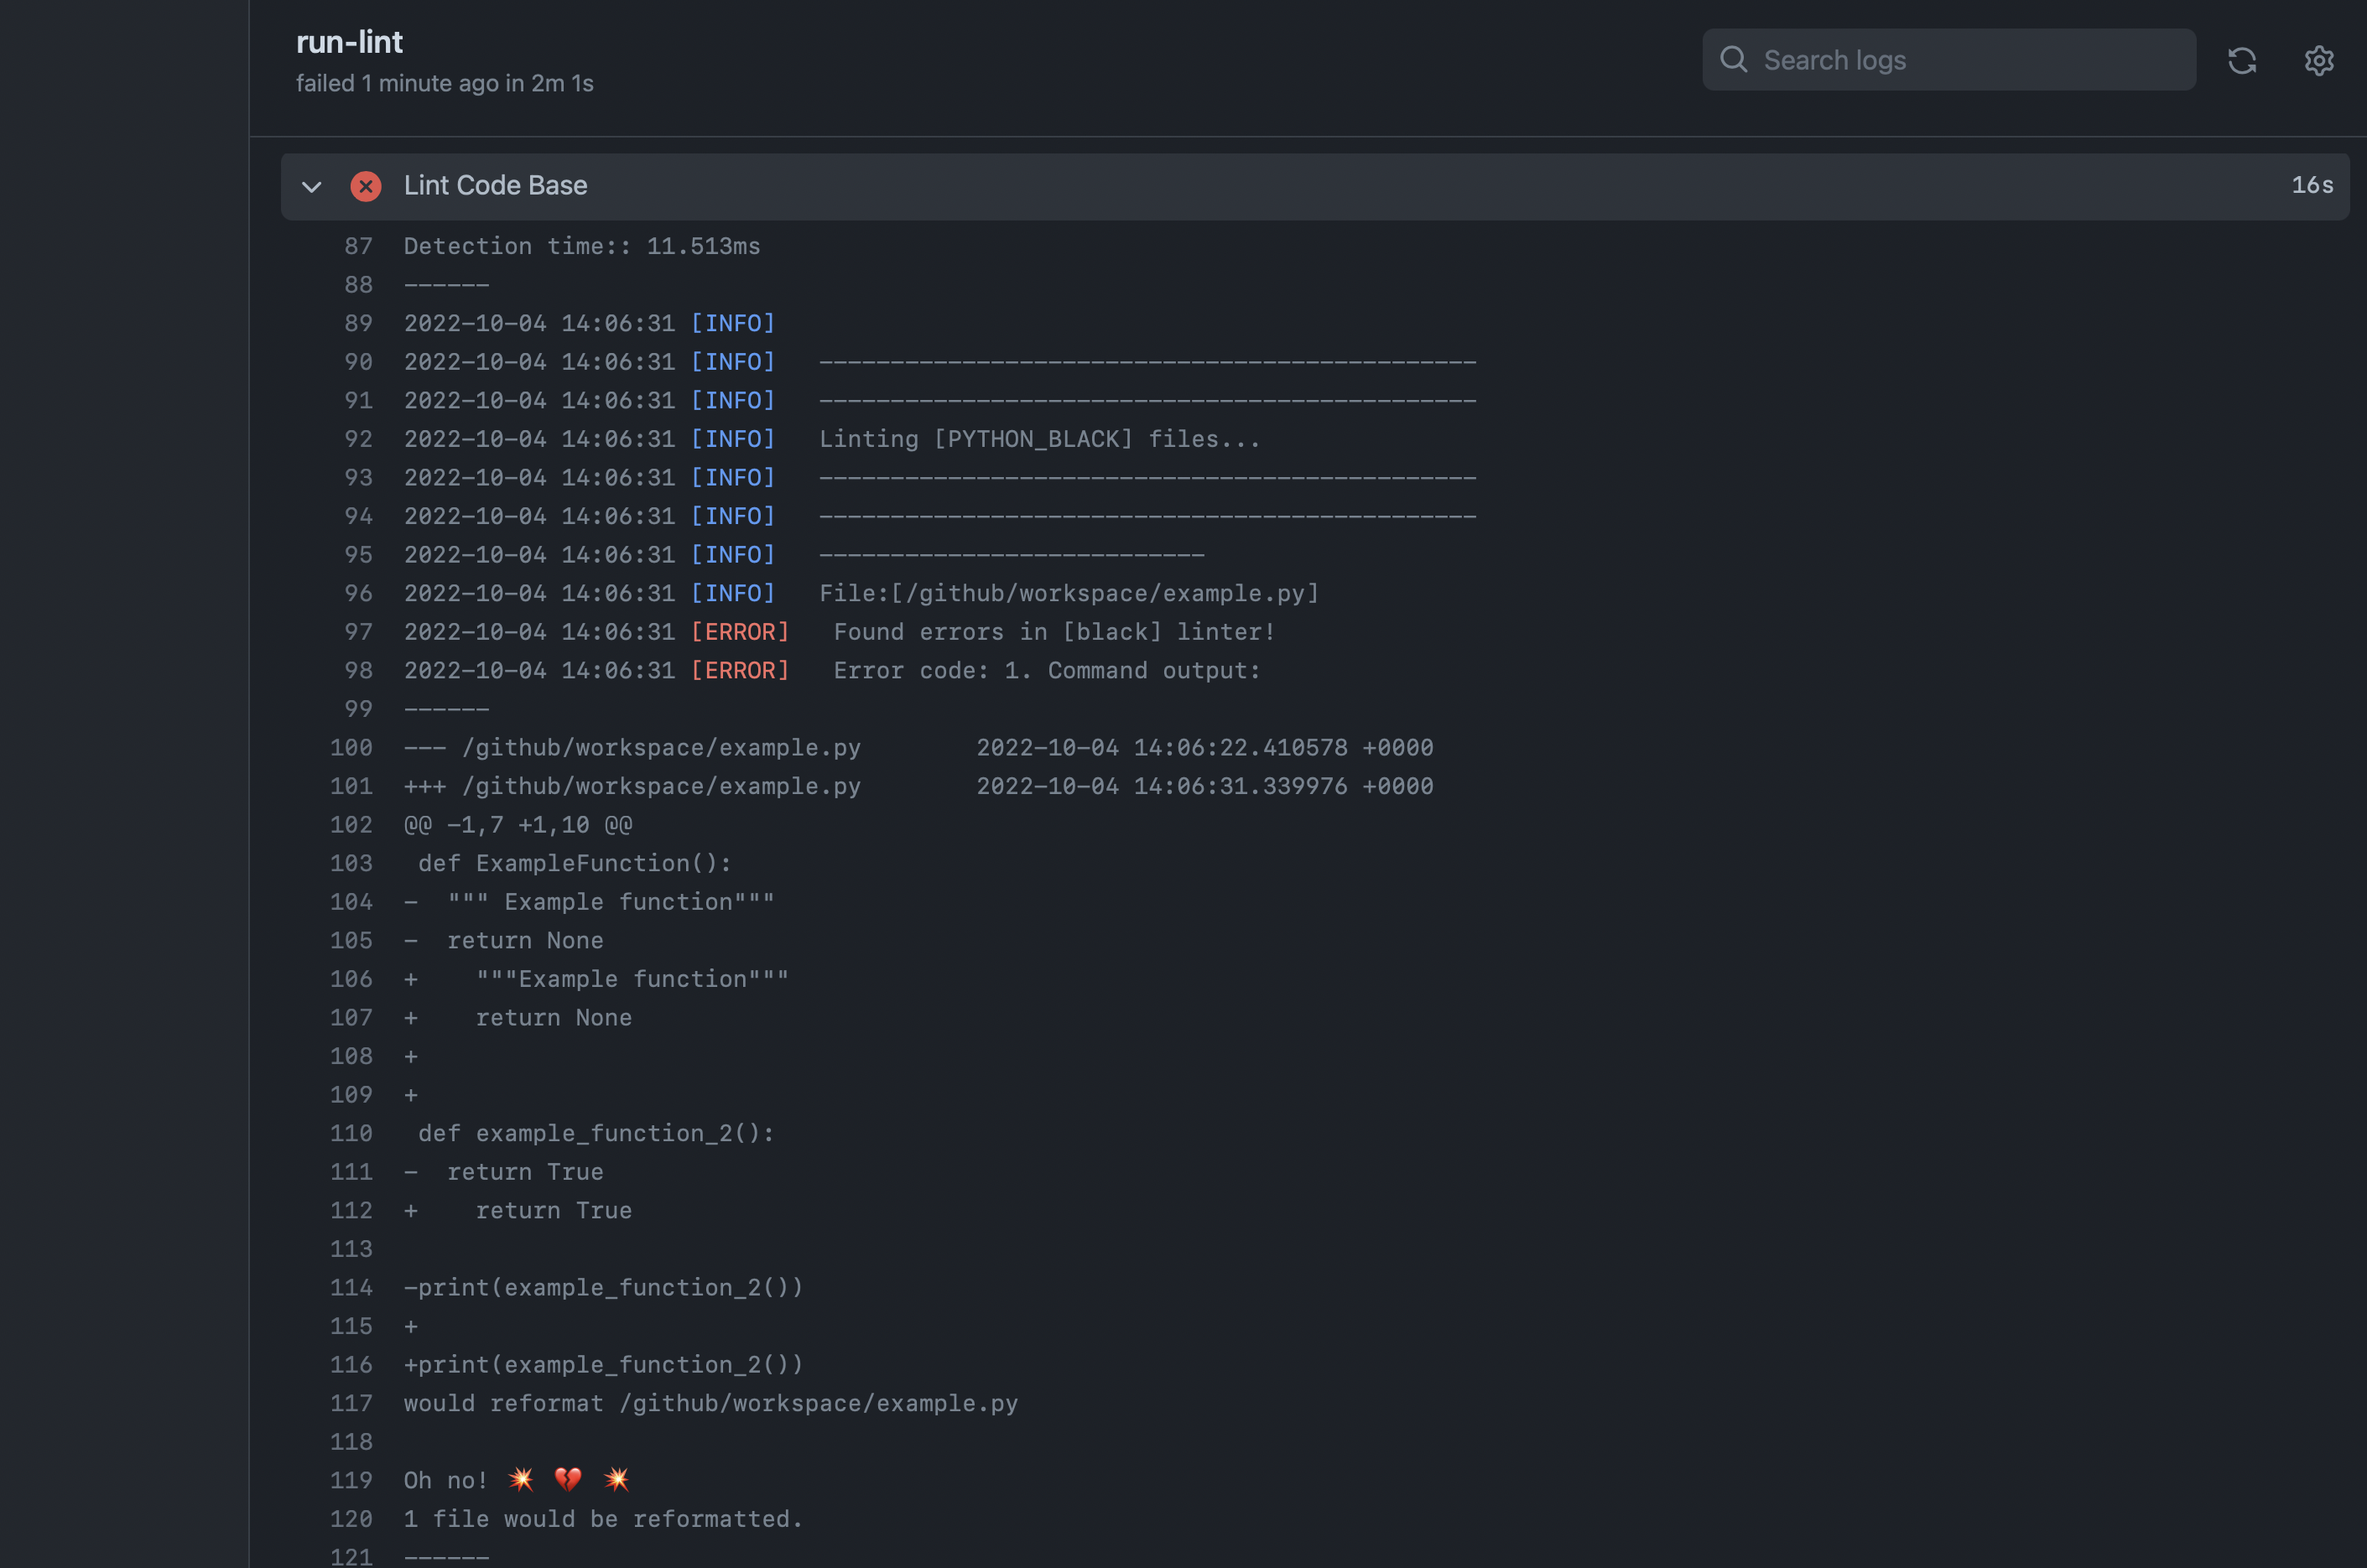 run-lint
failed 1 minute ago in 2m 1s
Search logs
Lint Code Base 16s
87 Detection time:: 11.513ms
88 ------
89 2022-10-04 14:06:31 [INFO]
90 2022-10-04 14:06:31 [INFO]   ----------------------------------------------
91 2022-10-04 14:06:31 [INFO]   ----------------------------------------------
92 2022-10-04 14:06:31 [INFO]   Linting [PYTHON_BLACK] files...
93 2022-10-04 14:06:31 [INFO]   ----------------------------------------------
94 2022-10-04 14:06:31 [INFO]   ----------------------------------------------
95 2022-10-04 14:06:31 [INFO]   ---------------------------
96 2022-10-04 14:06:31 [INFO]   File:[/github/workspace/example.py]
97 2022-10-04 14:06:31 [ERROR]   Found errors in [black] linter!
98 2022-10-04 14:06:31 [ERROR]   Error code: 1. Command output:
99 ------
100 --- /github/workspace/example.py        2022-10-04 14:06:22.410578 +0000
101 +++ /github/workspace/example.py        2022-10-04 14:06:31.339976 +0000
102 @@ -1,7 +1,10 @@
103  def ExampleFunction():
104 -  """ Example function"""
105 -  return None
106 +    """Example function"""
107 +    return None
108 +
109 +
110  def example_function_2():
111 -  return True
112 +    return True
113
114 -print(example_function_2())
115 +
116 +print(example_function_2())
117 would reformat /github/workspace/example.py
118
119 Oh no! 💥 💔 💥
120 1 file would be reformatted.
121 ------